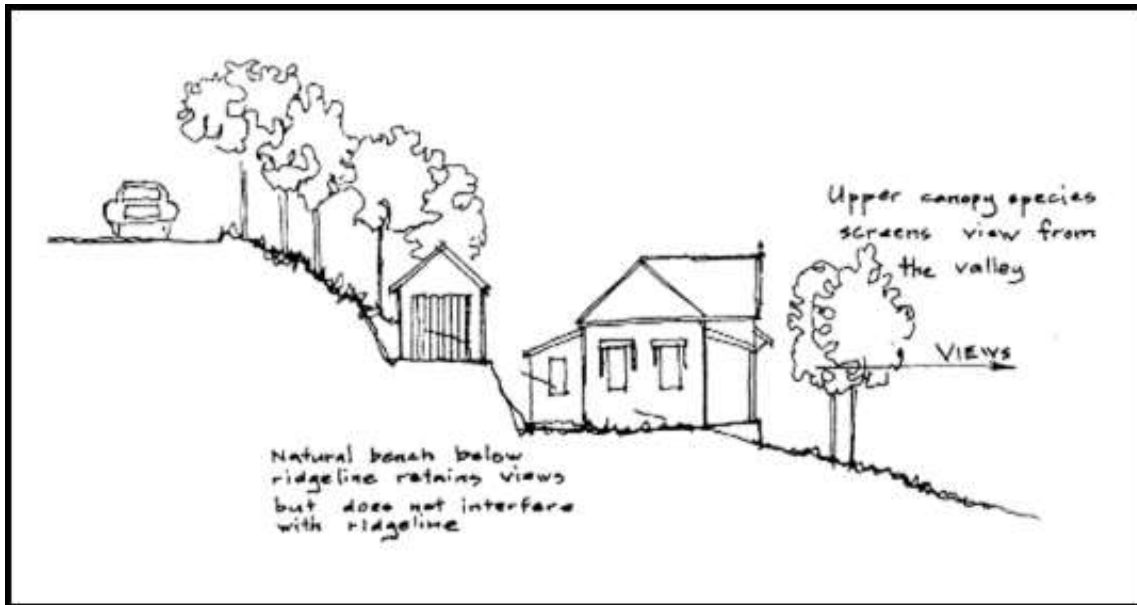 Upper canopy species
screens view from
the valley
VIEWS
Natural bench below
ridgeline retains views
but does not interfere
with ridgeline